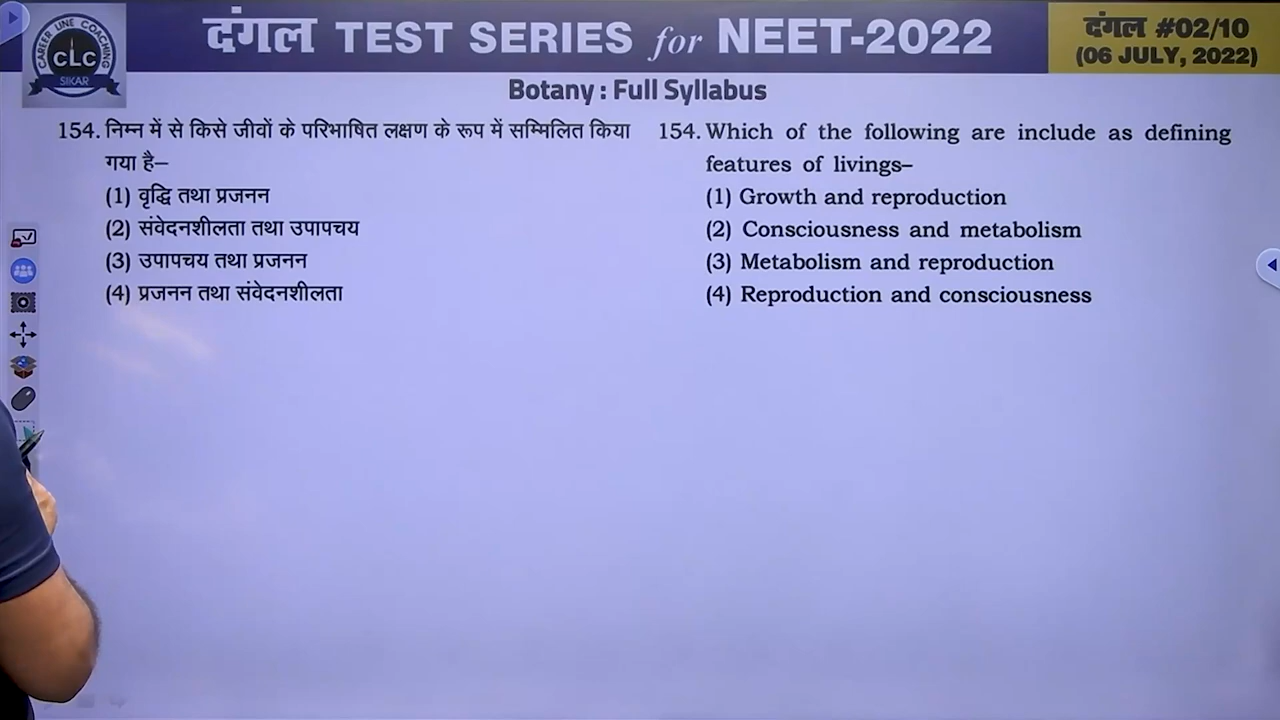 CAREER LINE COACHING
CLC
SIKAR
दंगल TEST SERIES for NEET-2022
दंगल #02/10
(06 JULY, 2022)
Botany : Full Syllabus
154. निम्न में से किसे जीवों के परिभाषित लक्षण के रूप में सम्मिलित किया
गया है–
(1) वृद्धि तथा प्रजनन
(2) संवेदनशीलता तथा उपापचय
(3) उपापचय तथा प्रजनन
(4) प्रजनन तथा संवेदनशीलता
154. Which of the following are include as defining
features of livings–
(1) Growth and reproduction
(2) Consciousness and metabolism
(3) Metabolism and reproduction
(4) Reproduction and consciousness